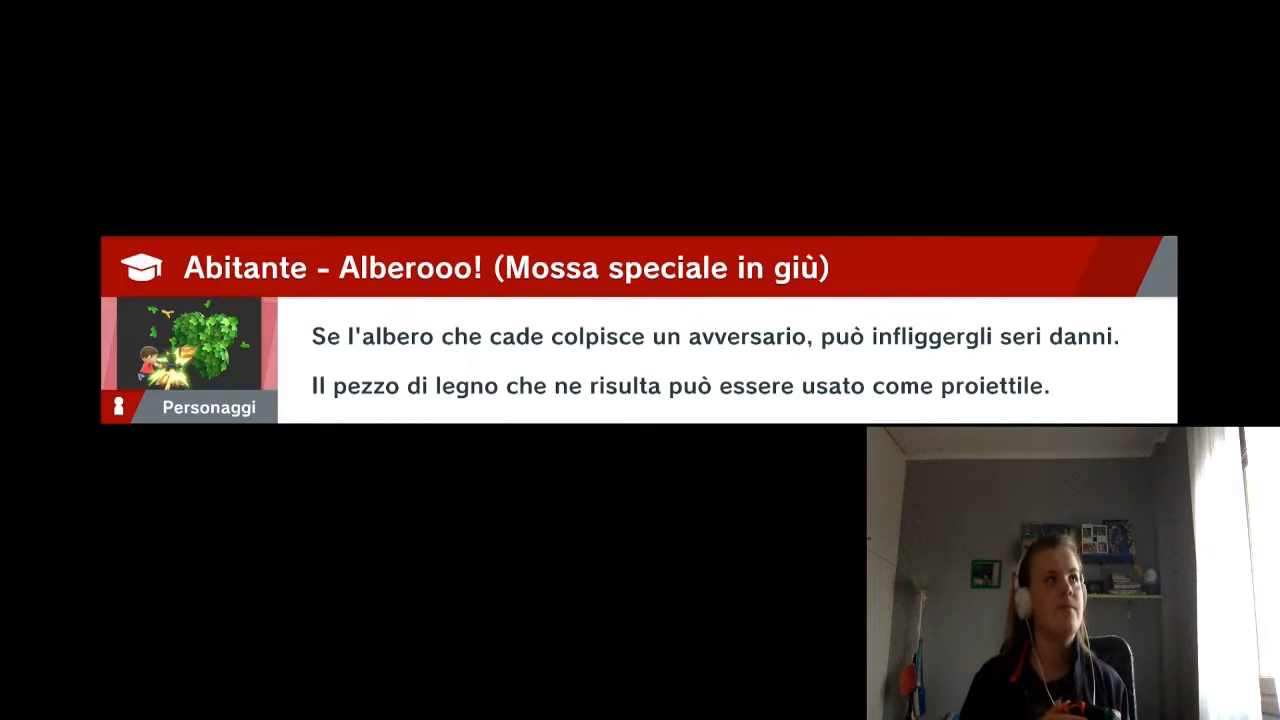 Abitante - Alberooo! (Mossa speciale in giù)
Se l'albero che cade colpisce un avversario, può infliggergli seri danni.
Il pezzo di legno che ne risulta può essere usato come proiettile.
Personaggi